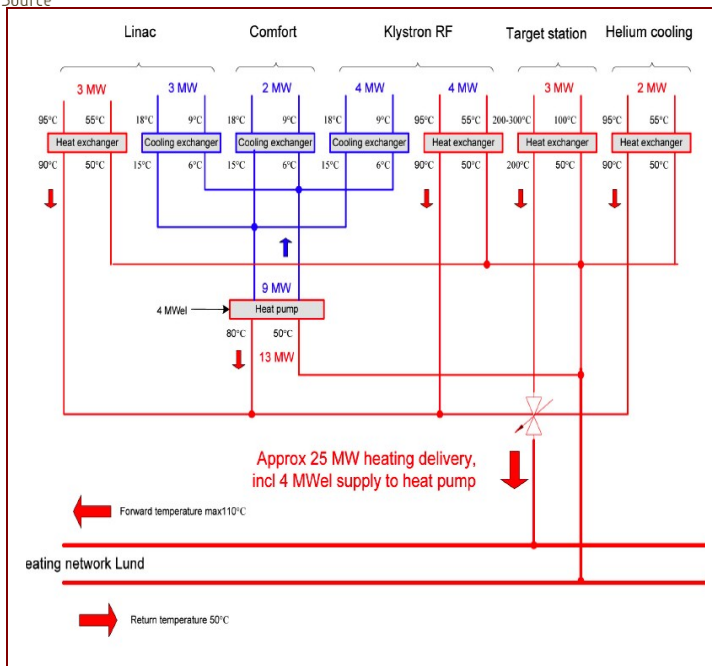 Source
Linac Comfort Klystron RF Target station Helium cooling
3 MW 3 MW 2 MW 4 MW 4 MW 3 MW 2 MW
95°C 55°C 18°C 9°C 18°C 9°C 18°C 9°C 95°C 55°C 200-300°C 100°C 95°C 55°C
Heat exchanger Cooling exchanger Cooling exchanger Cooling exchanger Heat exchanger Heat exchanger Heat exchanger
90°C 50°C 15°C 6°C 15°C 6°C 15°C 6°C 90°C 50°C 200°C 50°C 90°C 50°C
9 MW
4 MWel Heat pump
80°C 50°C
13 MW
Approx 25 MW heating delivery,
incl 4 MWel supply to heat pump
Forward temperature max110°C
eating network Lund
Return temperature 50°C